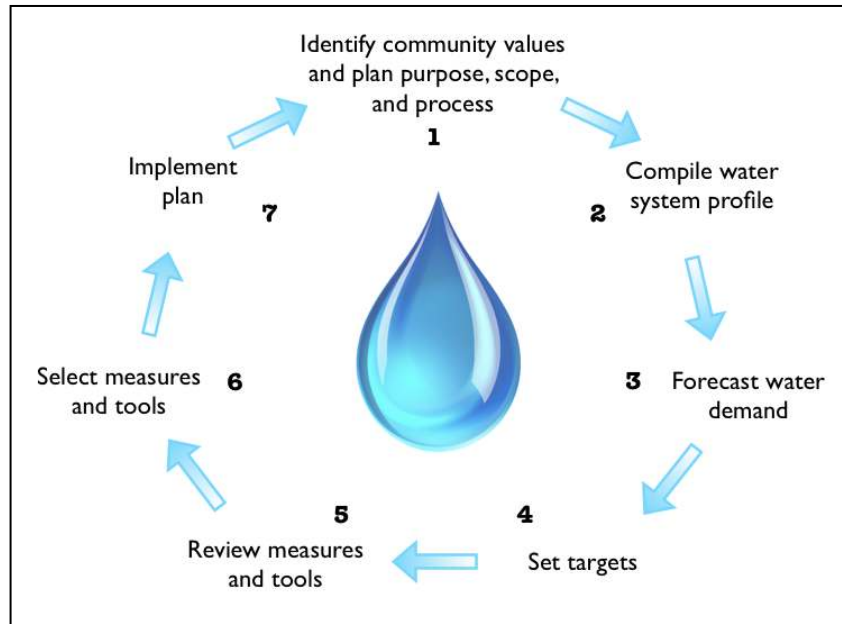 Identify community values
and plan purpose, scope,
and process
1
Compile water
system profile
2
3
Forecast water
demand
4
Set targets
5
Review measures
and tools
Select measures
and tools
6
Implement
plan
7